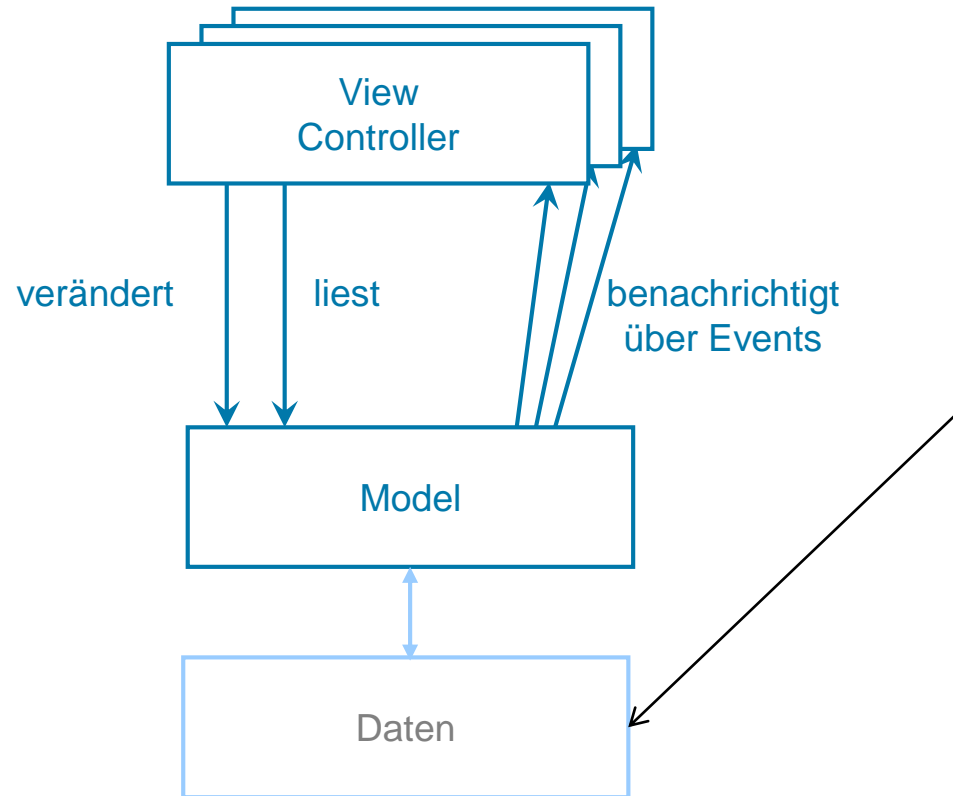 View
Controller
verändert
liest
benachrichtigt
über Events
Model
Daten